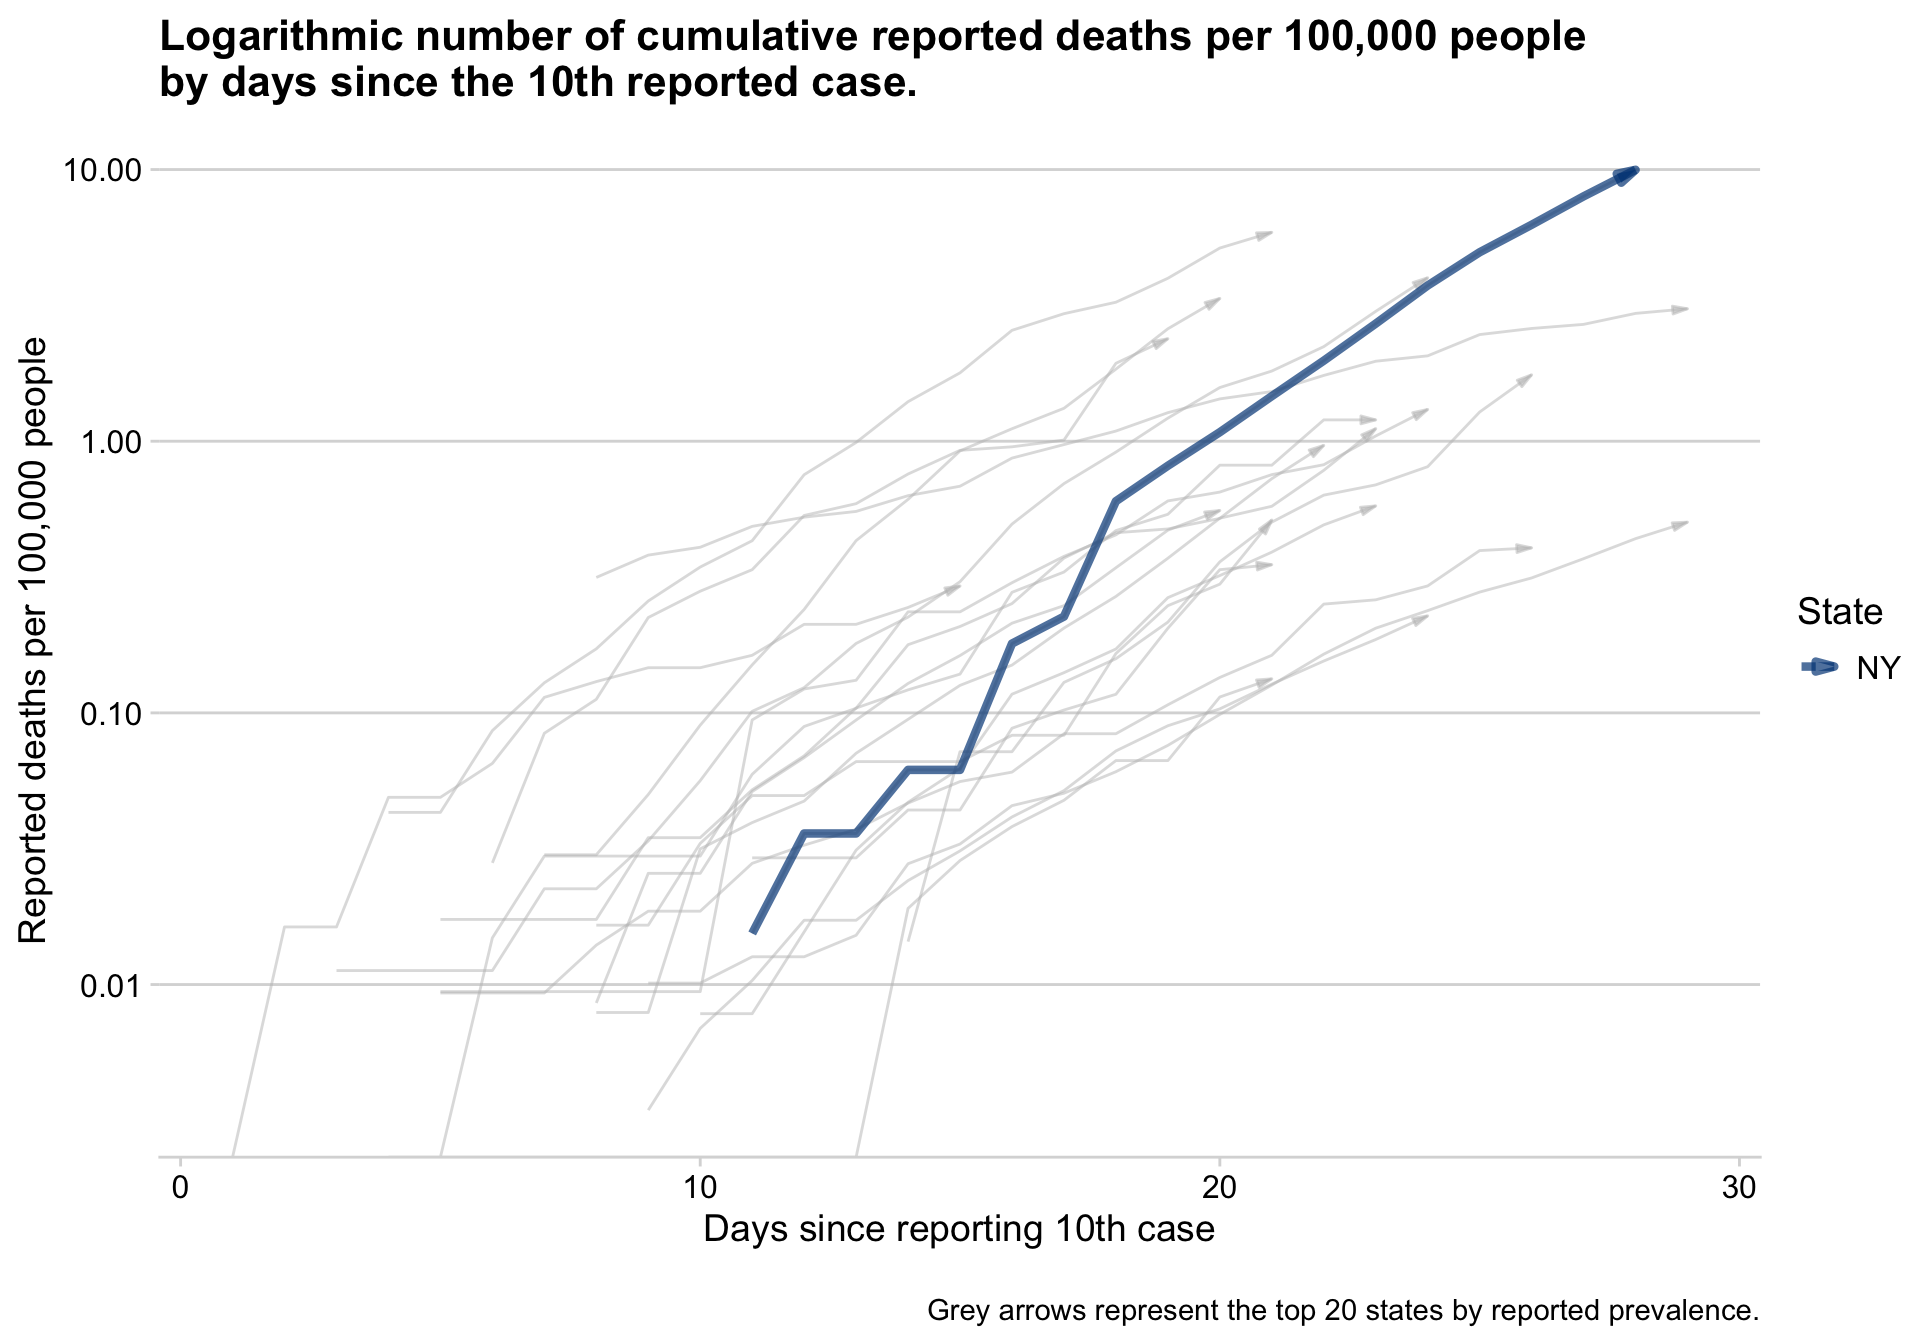 Logarithmic number of cumulative reported deaths per 100,000 people
by days since the 10th reported case.
Reported deaths per 100,000 people
10.00
1.00
0.10
0.01
0
10
20
30
Days since reporting 10th case
State
NY
Grey arrows represent the top 20 states by reported prevalence.